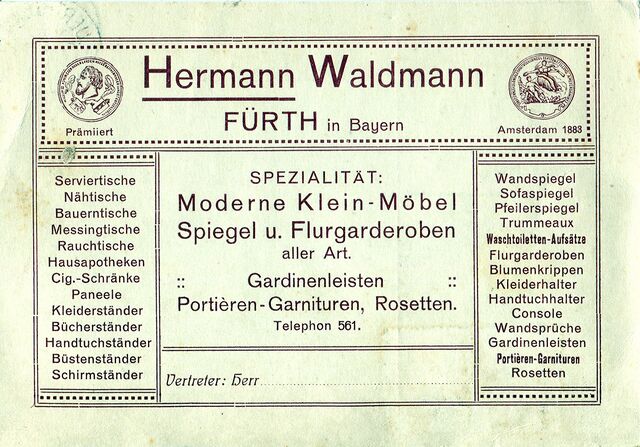 Hermann Waldmann
FÜRTH in Bayern
Prämiiert
Amsterdam 1883
Serviertische
Nähtische
Bauerntische
Messingtische
Rauchtische
Hausapotheken
Cig.-Schränke
Paneele
Kleiderständer
Bücherständer
Handtuchständer
Büstenständer
Schirmständer
SPEZIALITÄT:
Moderne Klein-Möbel
Spiegel u. Flurgarderoben
aller Art.
:: Gardinenleisten ::
Portièren-Garnituren, Rosetten.
Telephon 561.
Vertreter: Herr
Wandspiegel
Sofaspiegel
Pfeilerspiegel
Trummeaux
Waschtoiletten-Aufsätze
Flurgarderoben
Blumenkrippen
Kleiderhalter
Handtuchhalter
Console
Wandsprüche
Gardinenleisten
Portièren-Garnituren
Rosetten